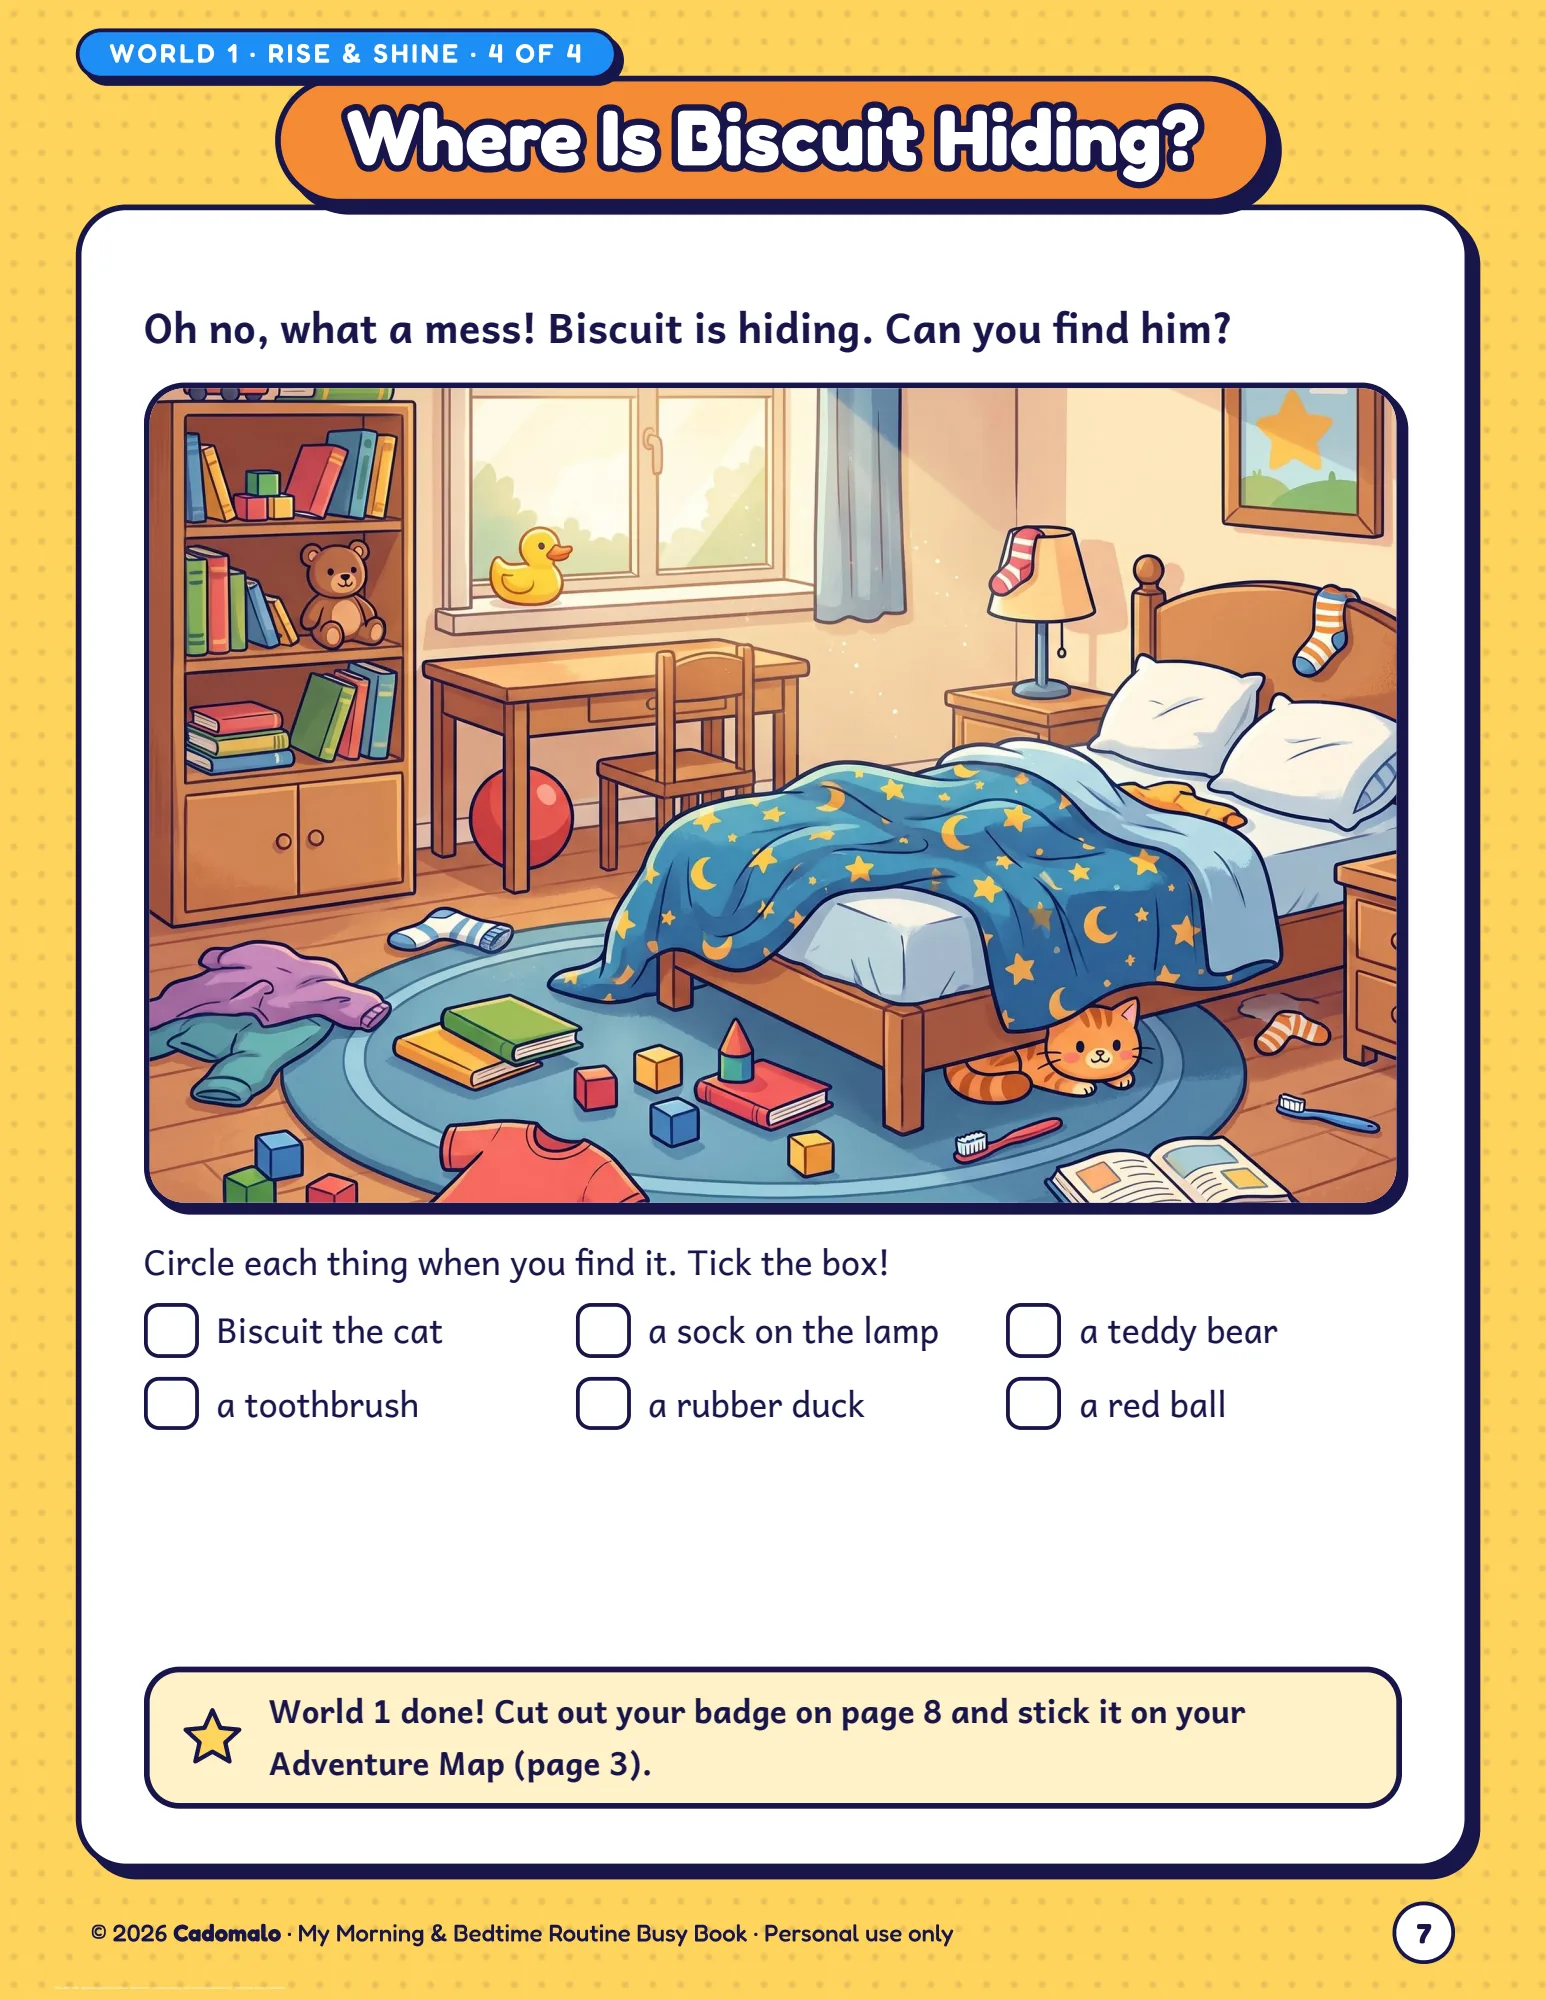 WORLD 1 · RISE & SHINE · 4 OF 4
Where Is Biscuit Hiding?
Oh no, what a mess! Biscuit is hiding. Can you find him?
Circle each thing when you find it. Tick the box!
Biscuit the cat
a sock on the lamp
a teddy bear
a toothbrush
a rubber duck
a red ball
World 1 done! Cut out your badge on page 8 and stick it on your
Adventure Map (page 3).
© 2026 Cadomalo · My Morning & Bedtime Routine Busy Book · Personal use only
7